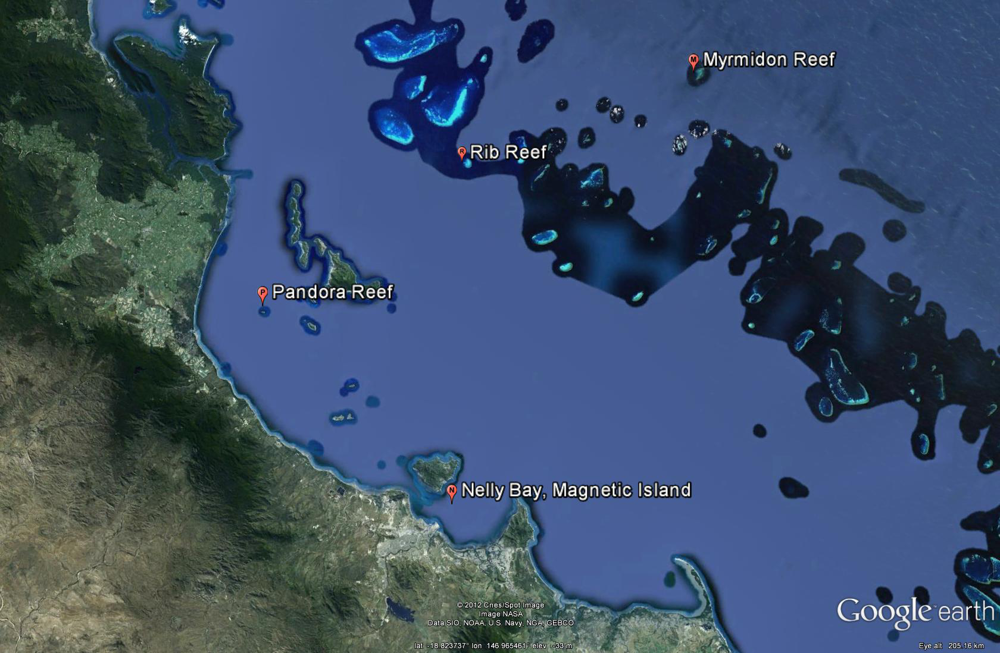 M Myrmidon Reef
R Rib Reef
P Pandora Reef
N Nelly Bay, Magnetic Island
© 2012 Cnes/Spot Image
Image NASA
Data SIO, NOAA, U.S. Navy, NGA, GEBCO
Google earth
lat -18.823737° lon 146.965461° elev -33 m
Eye alt 205.16 km